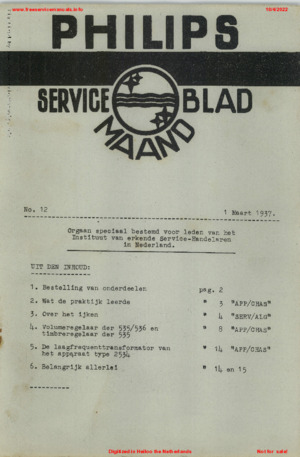 www.freeservicemanuals.info
10/6/2022
PHILIPS
SERVICE BLAD
MAAND
No. 12
1 Maart 1937.
Orgaan speciaal bestemd voor leden van het
Instituut van erkende Service-Handelaren
in Nederland.
UIT DEN INHOUD:
1. Bestelling van onderdeelen pag. 2
2. Wat de praktijk leerde " 3 "APP/CHAS"
3. Over het ijken " 4 "SERV/ALG"
4. Volumeregelaar der 535/536 en
timbreregelaar der 535 " 8 "APP/CHAS"
5. De laagfrequenttransformator van
het apparaat type 2534 " 14 "APP/CHAS"
6. Belangrijk allerlei " 14 en 15
Digitized in Heiloo the Netherlands
Not for sale!